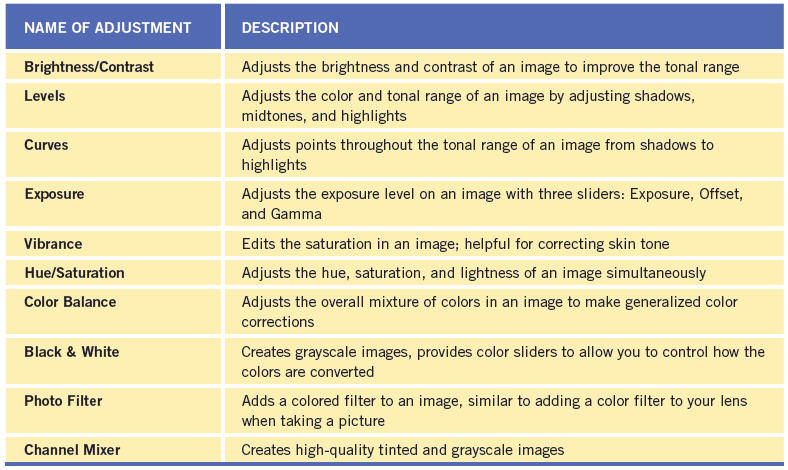 NAME OF ADJUSTMENT DESCRIPTION
Brightness/Contrast Adjusts the brightness and contrast of an image to improve the tonal range
Levels Adjusts the color and tonal range of an image by adjusting shadows,
midtones, and highlights
Curves Adjusts points throughout the tonal range of an image from shadows to
highlights
Exposure Adjusts the exposure level on an image with three sliders: Exposure, Offset,
and Gamma
Vibrance Edits the saturation in an image; helpful for correcting skin tone
Hue/Saturation Adjusts the hue, saturation, and lightness of an image simultaneously
Color Balance Adjusts the overall mixture of colors in an image to make generalized color
corrections
Black & White Creates grayscale images, provides color sliders to allow you to control how the
colors are converted
Photo Filter Adds a colored filter to an image, similar to adding a color filter to your lens
when taking a picture
Channel Mixer Creates high-quality tinted and grayscale images